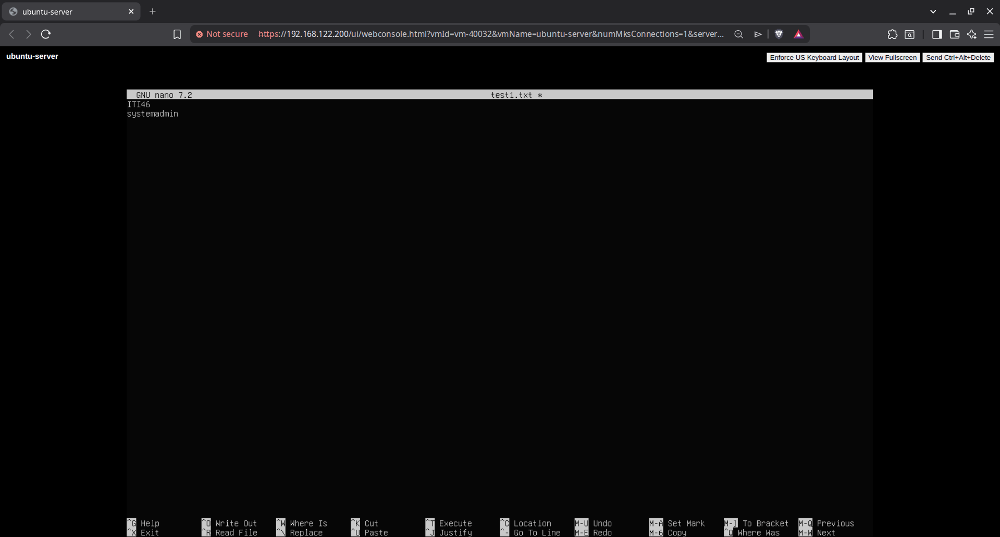 ubuntu-server
Not secure https://192.168.122.200/ui/webconsole.html?vmId=vm-40032&vmName=ubuntu-server&numMksConnections=1&server...
ubuntu-server
Enforce US Keyboard Layout View Fullscreen Send Ctrl+Alt+Delete
GNU nano 7.2 test1.txt *
ITI46
systemadmin
^G Help ^O Write Out ^W Where Is ^K Cut ^T Execute ^C Location M-U Undo M-A Set Mark M-] To Bracket M-Q Previous
^X Exit ^R Read File ^\ Replace ^U Paste ^J Justify ^- Go To Line M-E Redo M-6 Copy ^Q Where Was M-W Next